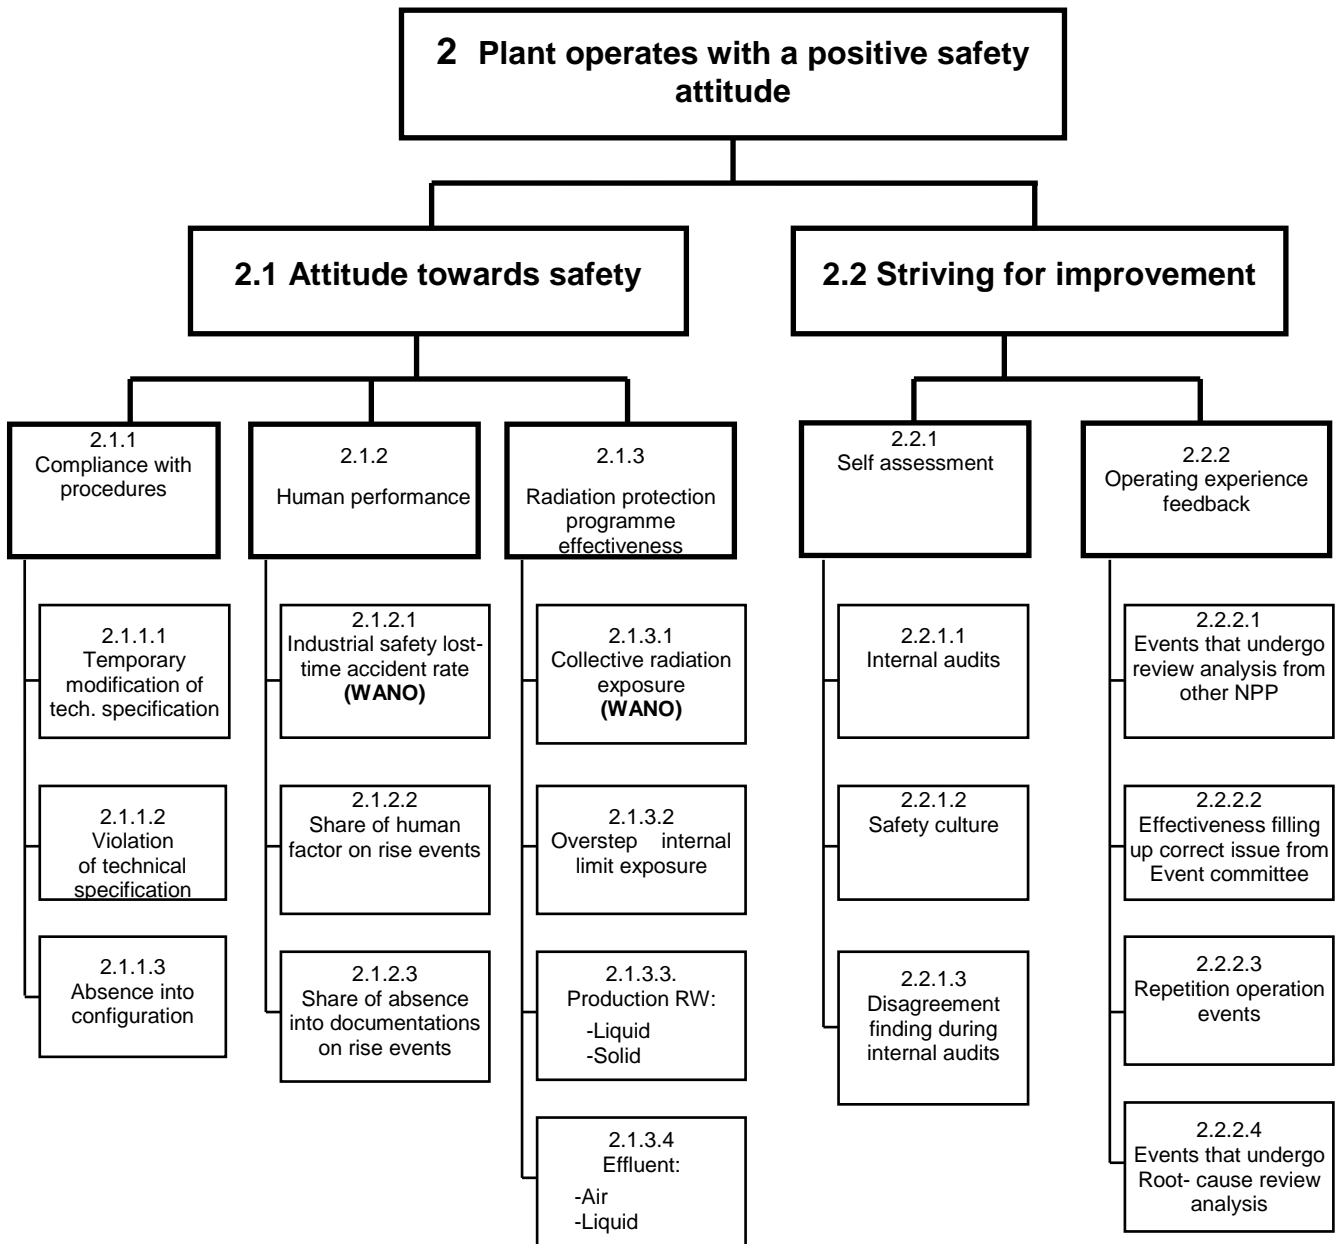 2 Plant operates with a positive safety
attitude
2.1 Attitude towards safety
2.2 Striving for improvement
2.1.1
Compliance with
procedures
2.1.2
Human performance
2.1.3
Radiation protection
programme
effectiveness
2.2.1
Self assessment
2.2.2
Operating experience
feedback
2.1.1.1
Temporary
modification of
tech. specification
2.1.1.2
Violation
of technical
specification
2.1.1.3
Absence into
configuration
2.1.2.1
Industrial safety lost-
time accident rate
(WANO)
2.1.2.2
Share of human
factor on rise events
2.1.2.3
Share of absence
into documentations
on rise events
2.1.3.1
Collective radiation
exposure
(WANO)
2.1.3.2
Overstep internal
limit exposure
2.1.3.3.
Production RW:
-Liquid
-Solid
2.1.3.4
Effluent:
-Air
-Liquid
2.2.1.1
Internal audits
2.2.1.2
Safety culture
2.2.1.3
Disagreement
finding during
internal audits
2.2.2.1
Events that undergo
review analysis from
other NPP
2.2.2.2
Effectiveness filling
up correct issue from
Event committee
2.2.2.3
Repetition operation
events
2.2.2.4
Events that undergo
Root- cause review
analysis